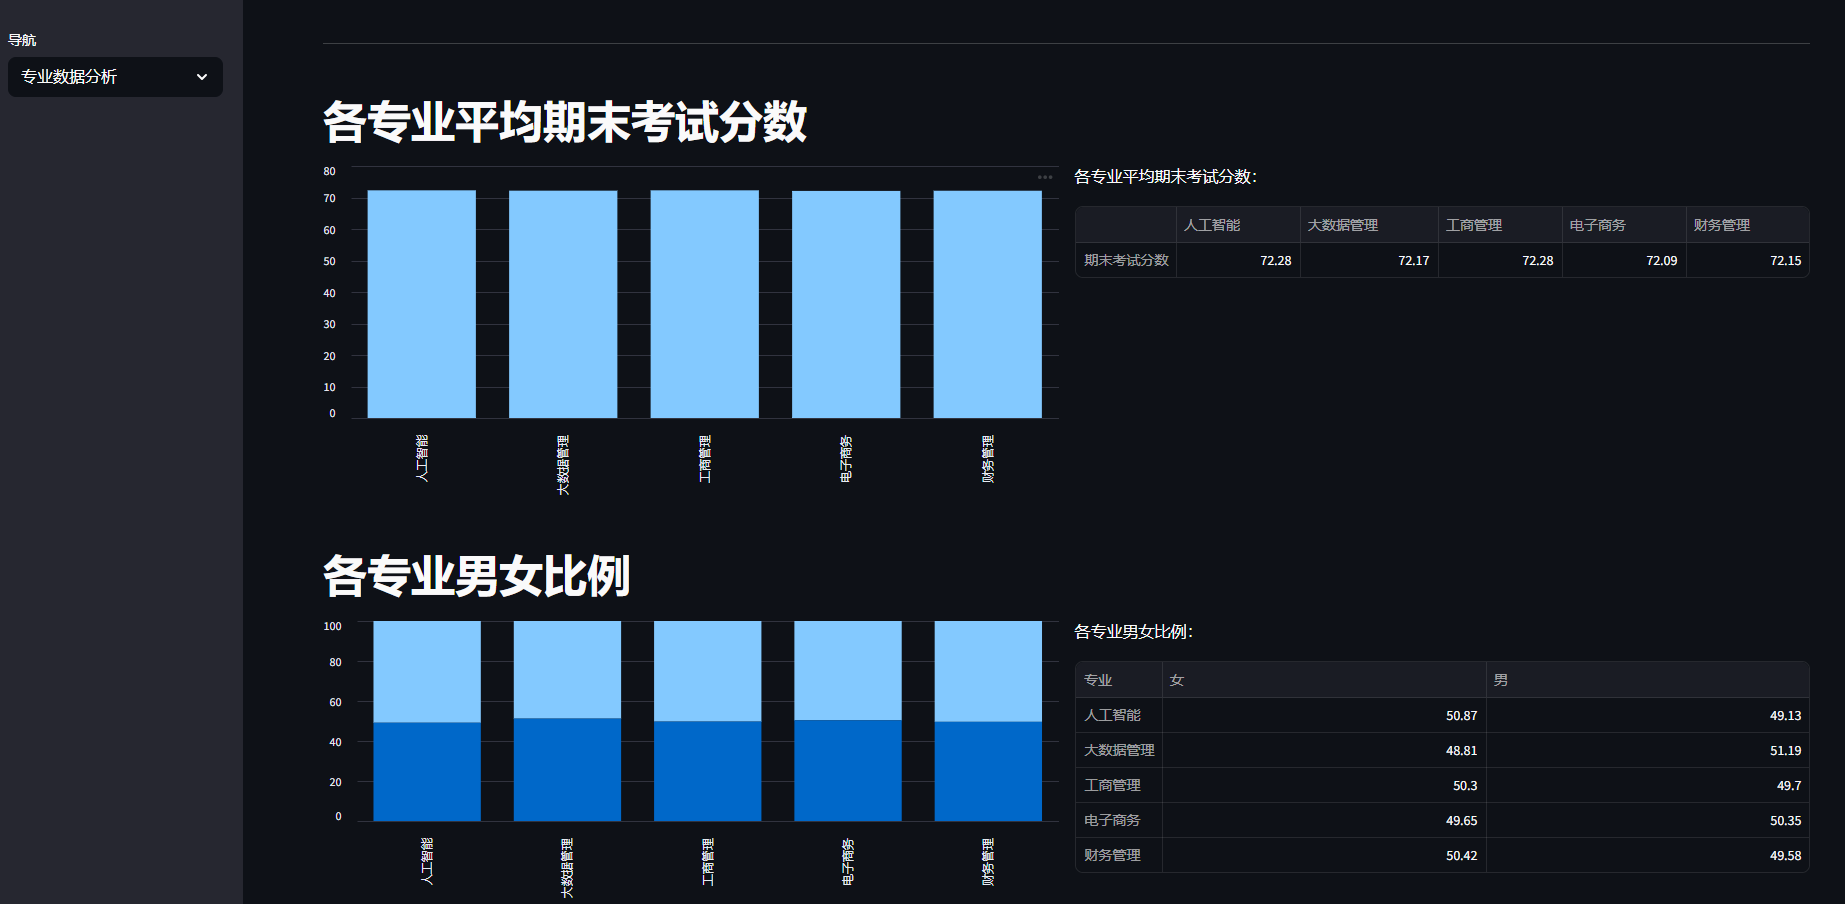 导航
专业数据分析
各专业平均期末考试分数
80
70
60
50
40
30
20
10
0
人工智能
大数据管理
工商管理
电子商务
财务管理
各专业平均期末考试分数：
人工智能 大数据管理 工商管理 电子商务 财务管理
期末考试分数 72.28 72.17 72.28 72.09 72.15
各专业男女比例
100
80
60
40
20
0
人工智能
大数据管理
工商管理
电子商务
财务管理
各专业男女比例：
专业 女 男
人工智能 50.87 49.13
大数据管理 48.81 51.19
工商管理 50.3 49.7
电子商务 49.65 50.35
财务管理 50.42 49.58